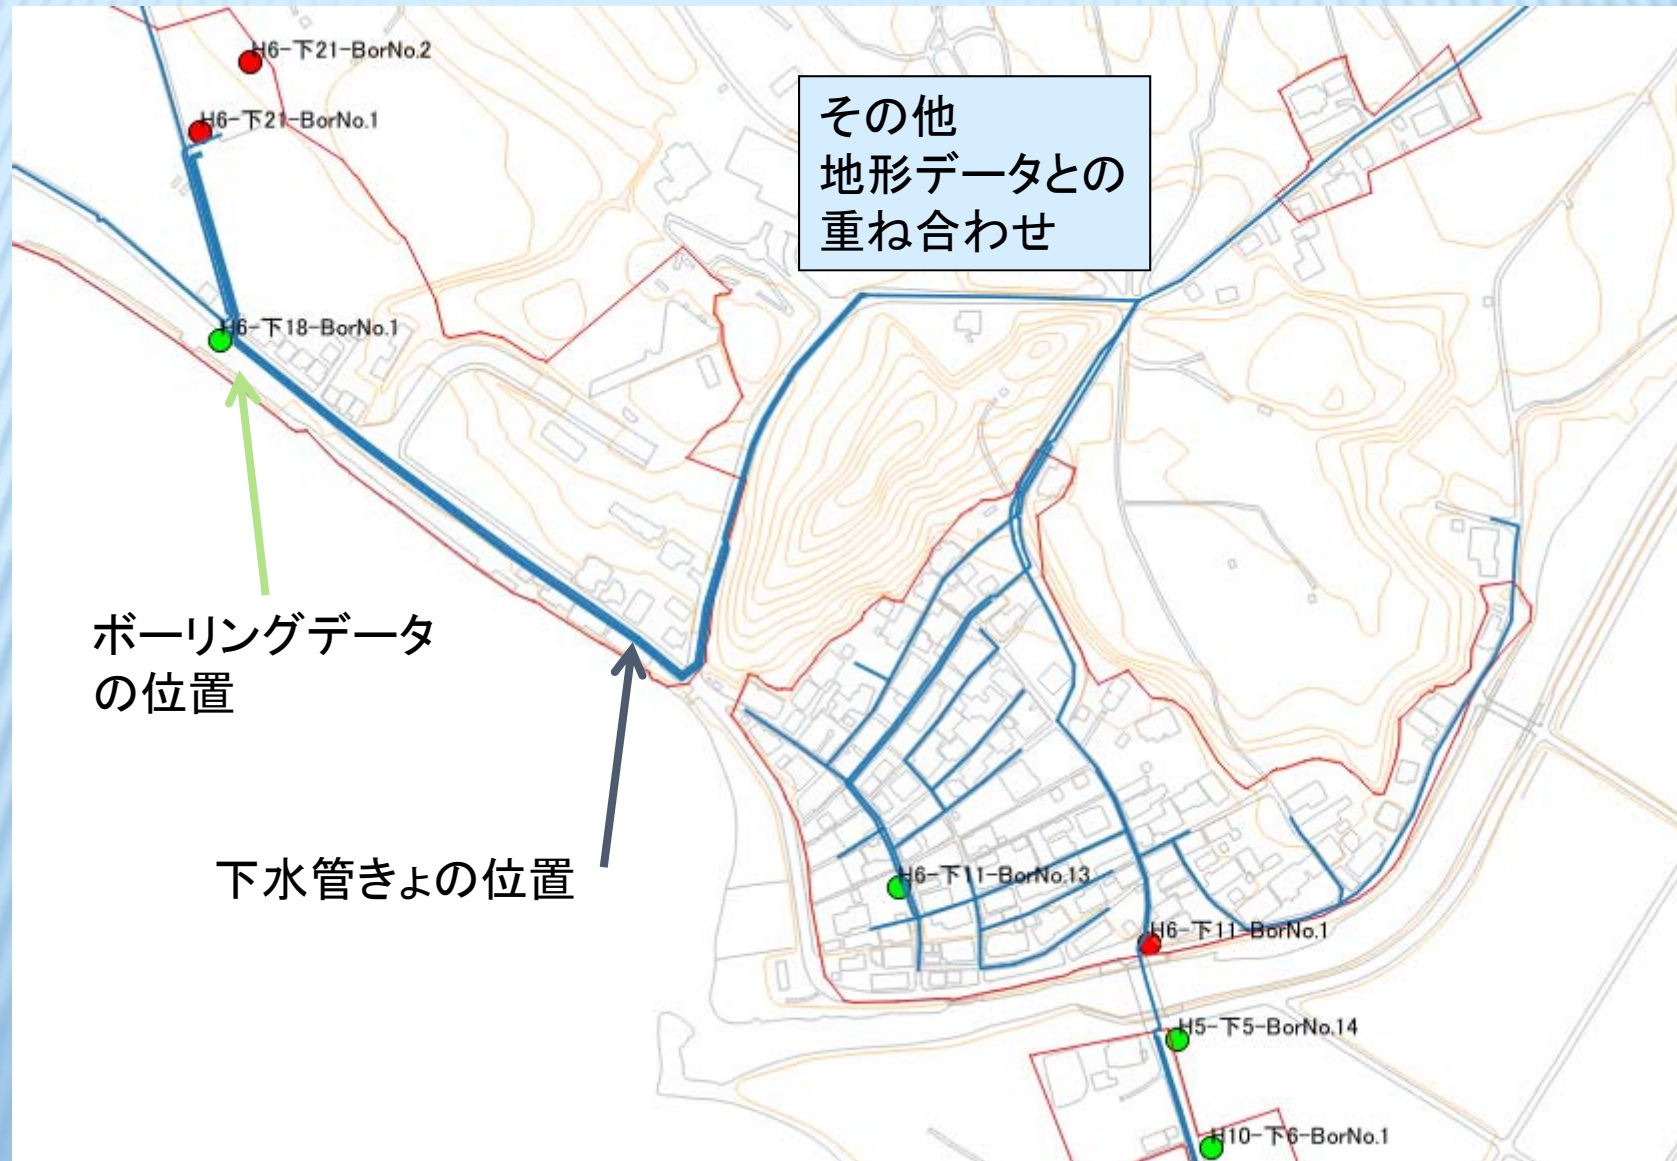 H6-下21-BorNo.2
H6-下21-BorNo.1
その他
地形データとの
重ね合わせ
H6-下18-BorNo.1
ボーリングデータ
の位置
下水管きょの位置
H6-下11-BorNo.13
H6-下11-BorNo.1
H5-下5-BorNo.14
H10-下6-BorNo.1